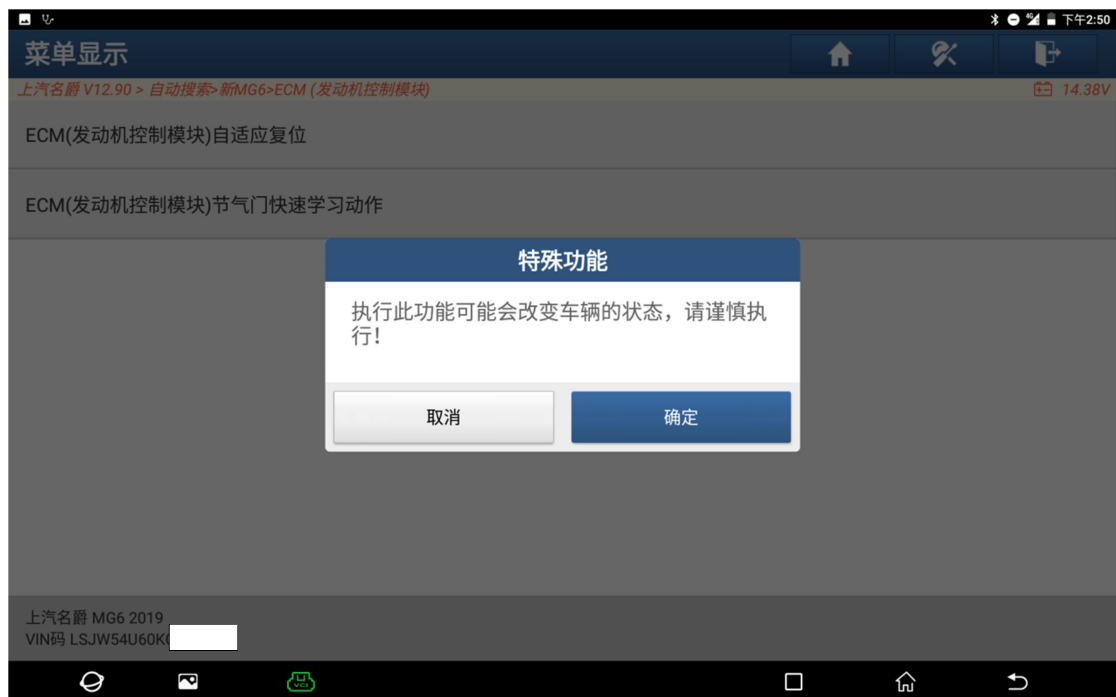 下午2:50
菜单显示
上汽名爵 V12.90 > 自动搜索>新MG6>ECM (发动机控制模块)
14.38V
ECM(发动机控制模块)自适应复位
ECM(发动机控制模块)节气门快速学习动作
特殊功能
执行此功能可能会改变车辆的状态，请谨慎执
行！
取消
确定
上汽名爵 MG6 2019
VIN码 LSJW54U60K
VCI